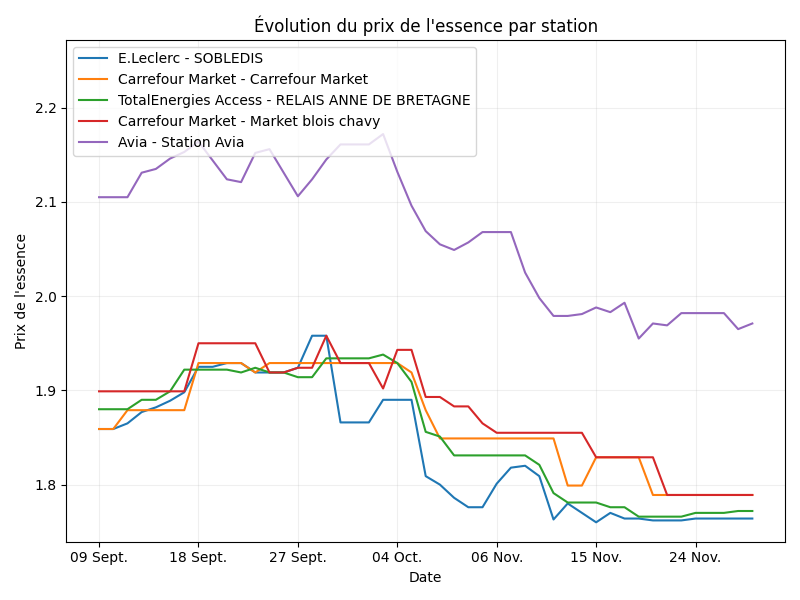 Évolution du prix de l'essence par station
E.Leclerc - SOBLEDIS
Carrefour Market - Carrefour Market
TotalEnergies Access - RELAIS ANNE DE BRETAGNE
Carrefour Market - Market blois chavy
Avia - Station Avia
Prix de l'essence
2.2
2.1
2.0
1.9
1.8
09 Sept.
18 Sept.
27 Sept.
04 Oct.
06 Nov.
15 Nov.
24 Nov.
Date